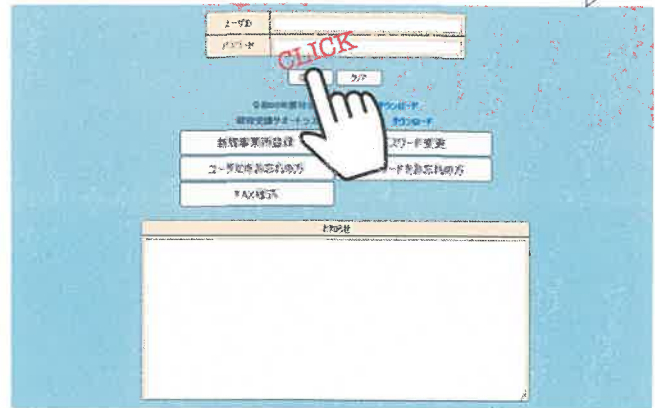 ユーザID
パスワード
CLICK
クリア
ダウンロード
ダウンロード
新規事業所登録
スワード変更
ユーザIDをお忘れの方
ードをお忘れの方
FAX様式
お知らせ